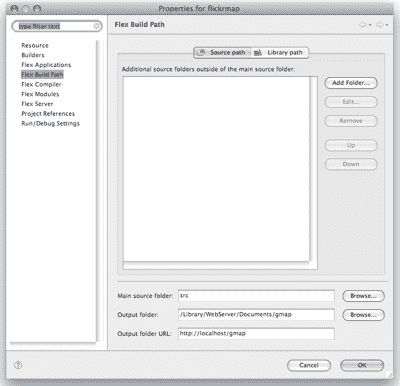 Properties for flickrmap
type filter text
Flex Build Path
Resource
Builders
Flex Applications
Flex Build Path
Flex Compiler
Flex Modules
Flex Server
Project References
Run/Debug Settings
Source path
Library path
Additional source folders outside of the main source folder:
Add Folder...
Edit...
Remove
Up
Down
Main source folder: src Browse...
Output folder: /Library/WebServer/Documents/gmap Browse...
Output folder URL: http://localhost/gmap
?
Cancel
OK